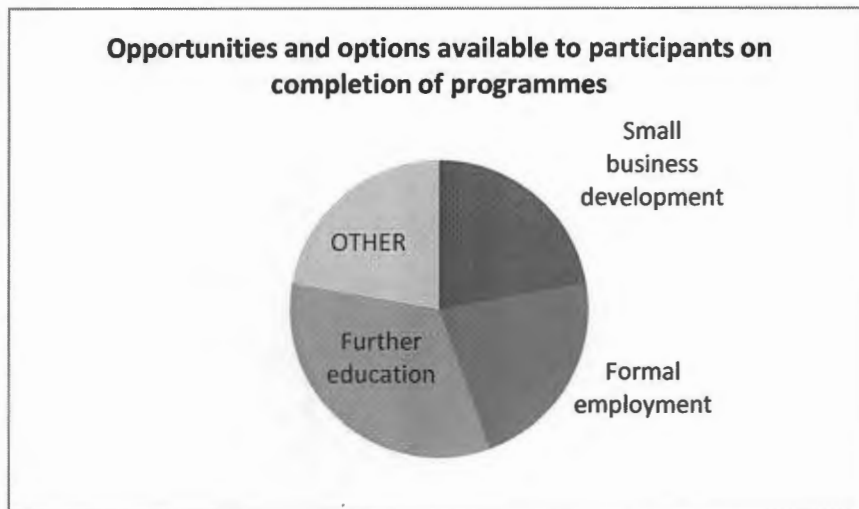 Opportunities and options available to participants on
completion of programmes
Small
business
development
OTHER
Further
education
Formal
employment